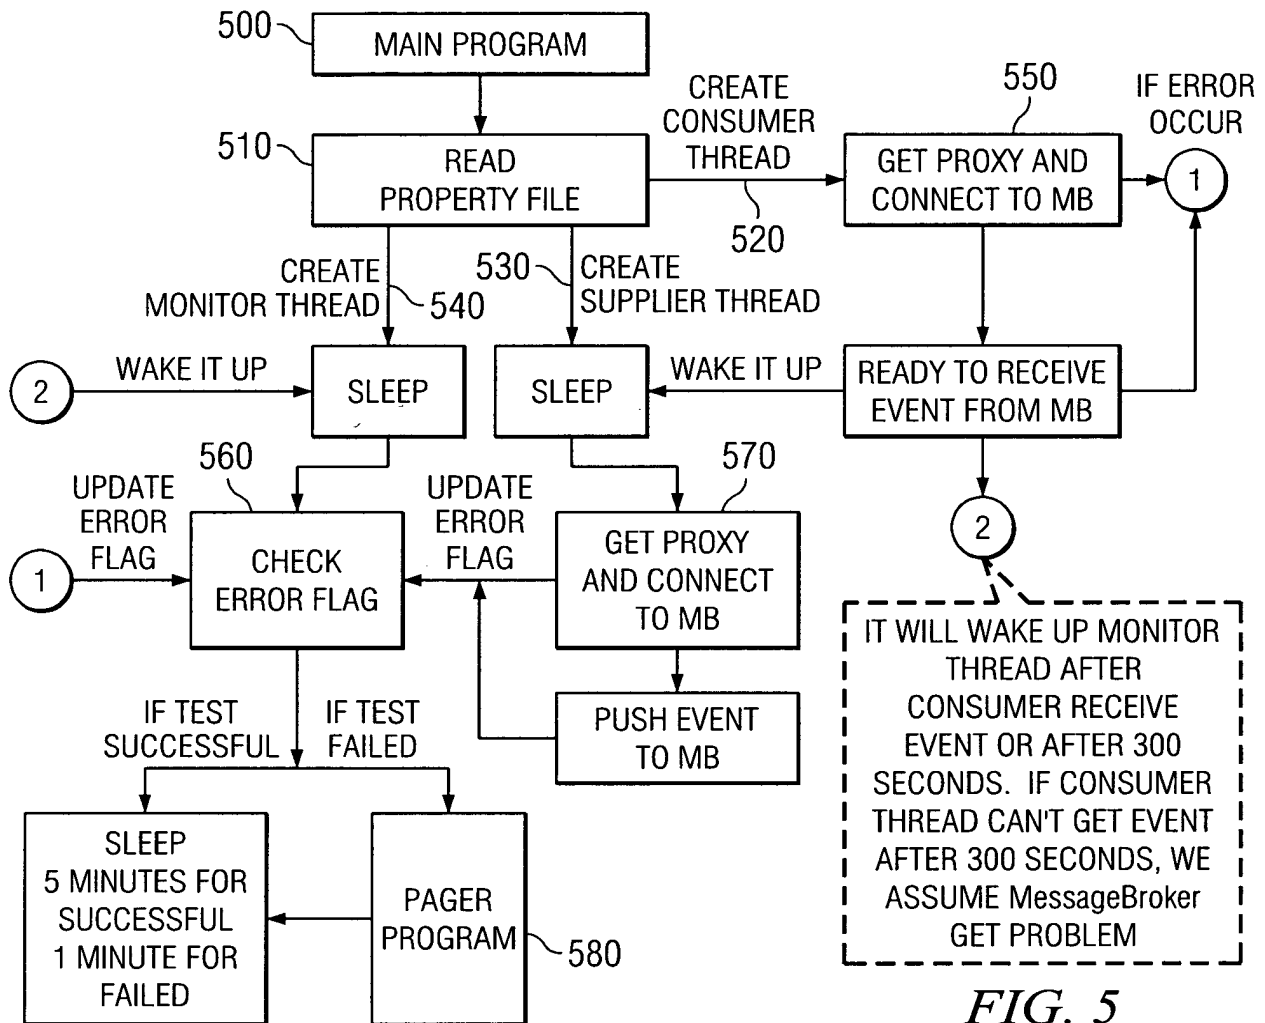 500
MAIN PROGRAM
510
READ
PROPERTY FILE
CREATE
CONSUMER
THREAD
520
550
GET PROXY AND
CONNECT TO MB
IF ERROR
OCCUR
1
CREATE
MONITOR THREAD
540
530
CREATE
SUPPLIER THREAD
2
WAKE IT UP
SLEEP
SLEEP
WAKE IT UP
READY TO RECEIVE
EVENT FROM MB
560
UPDATE
ERROR
FLAG
1
CHECK
ERROR FLAG
UPDATE
ERROR
FLAG
570
GET PROXY
AND CONNECT
TO MB
2
PUSH EVENT
TO MB
IF TEST
SUCCESSFUL
IF TEST
FAILED
SLEEP
5 MINUTES FOR
SUCCESSFUL
1 MINUTE FOR
FAILED
PAGER
PROGRAM
580
IT WILL WAKE UP MONITOR
THREAD AFTER
CONSUMER RECEIVE
EVENT OR AFTER 300
SECONDS. IF CONSUMER
THREAD CAN'T GET EVENT
AFTER 300 SECONDS, WE
ASSUME MessageBroker
GET PROBLEM
FIG. 5